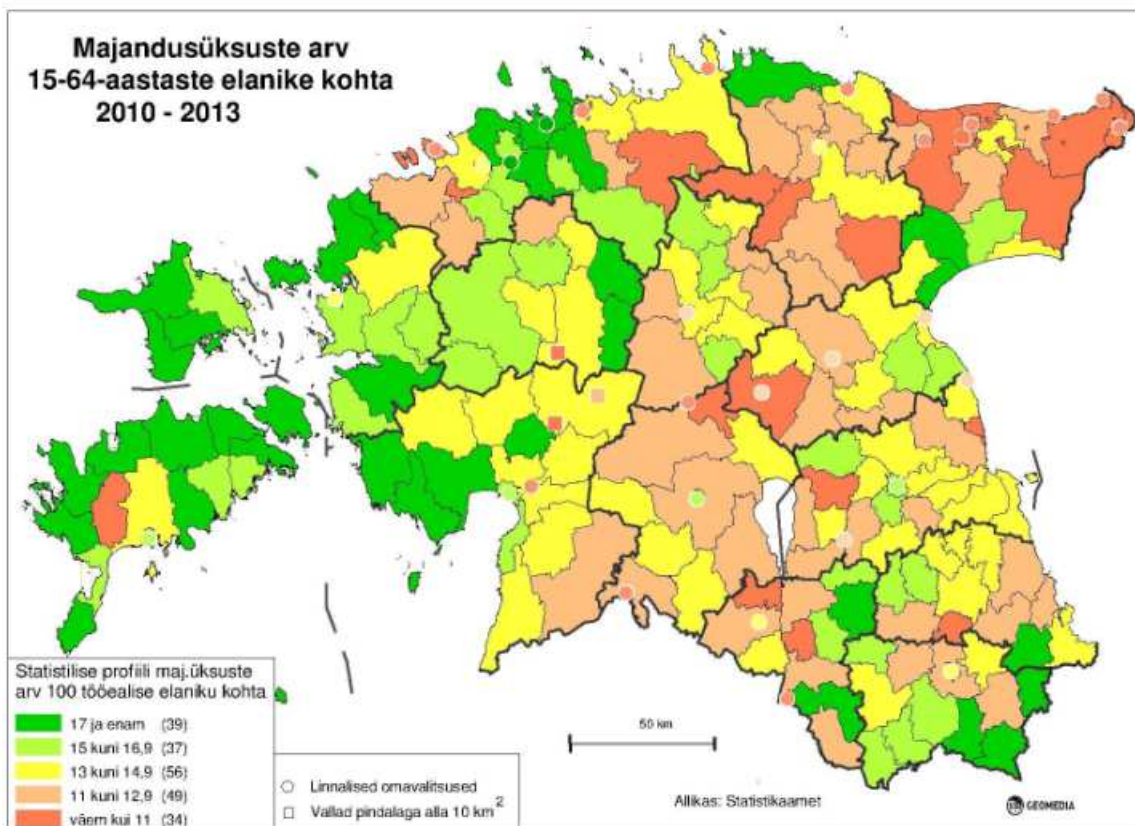 Majandusüksuste arv
15-64-aastaste elanike kohta
2010 - 2013
Statistilise profiili maj.üksuste
arv 100 tööealise elaniku kohta
17 ja enam (39)
15 kuni 16,9 (37)
13 kuni 14,9 (56)
11 kuni 12,9 (49)
väem kui 11 (34)
Linnalised omavalitsused
Vallad pindalaga alla 10 km²
50 km
Allikas: Statistikaamet
GEOMEDIA